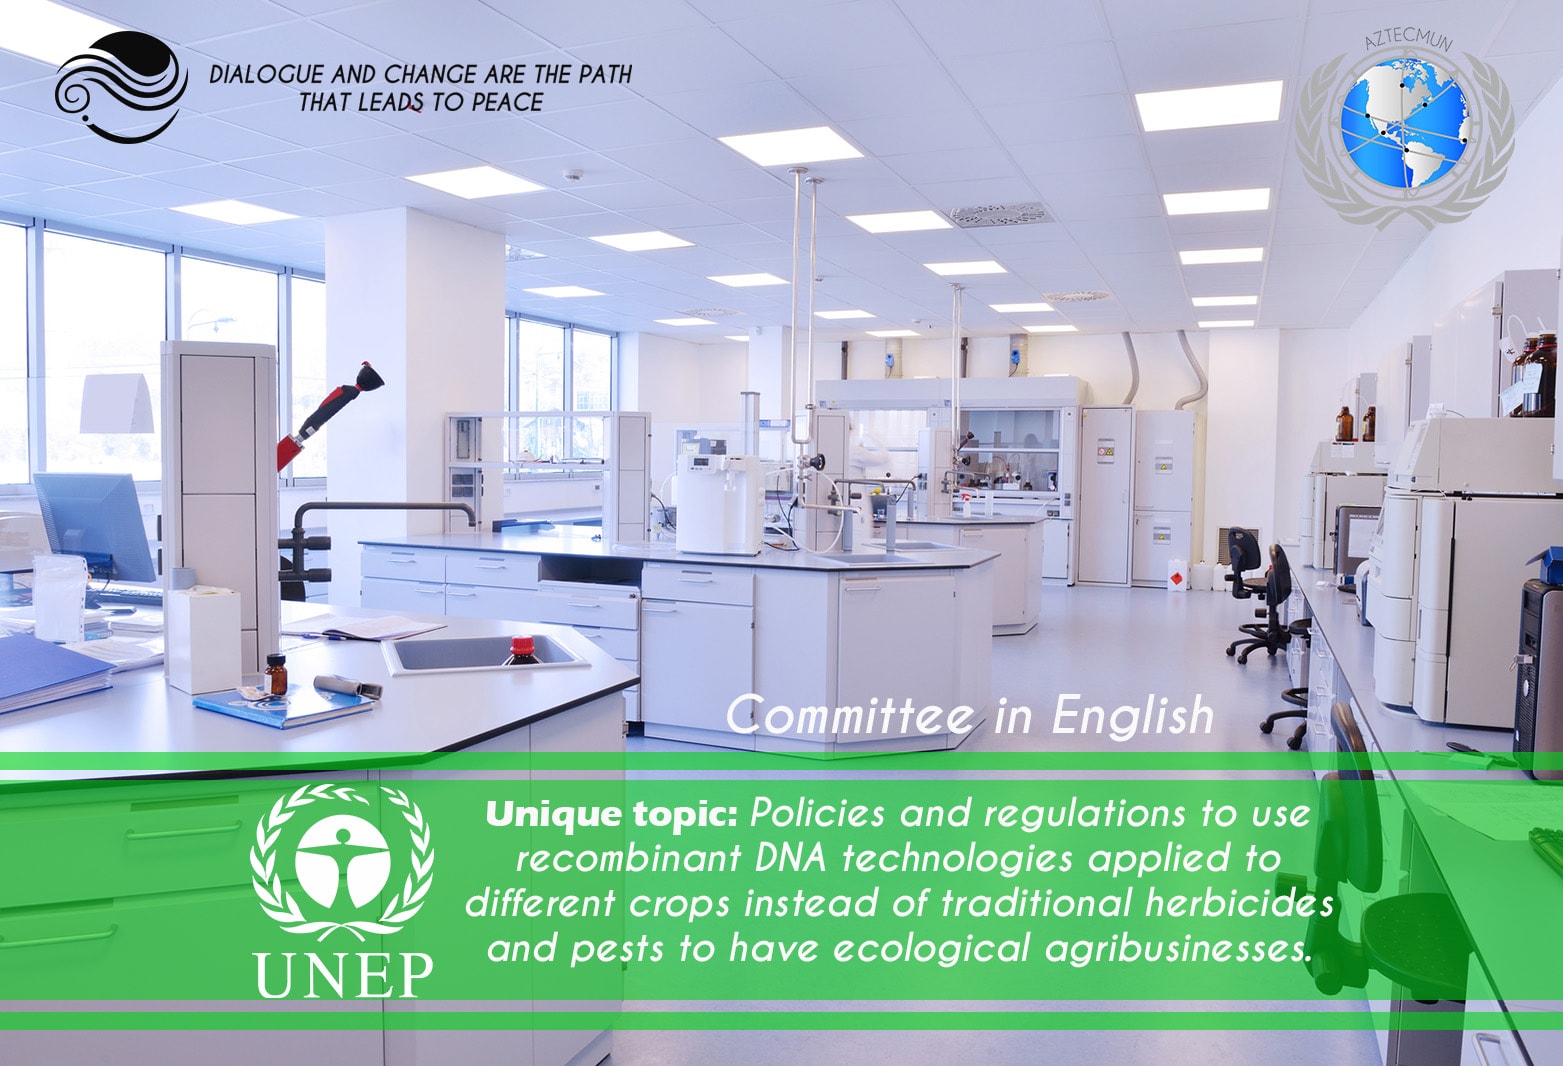 DIALOGUE AND CHANGE ARE THE PATH
THAT LEADS TO PEACE
AZTECMUN
Committee in English
Unique topic: Policies and regulations to use
recombinant DNA technologies applied to
different crops instead of traditional herbicides
and pests to have ecological agribusinesses.
UNEP